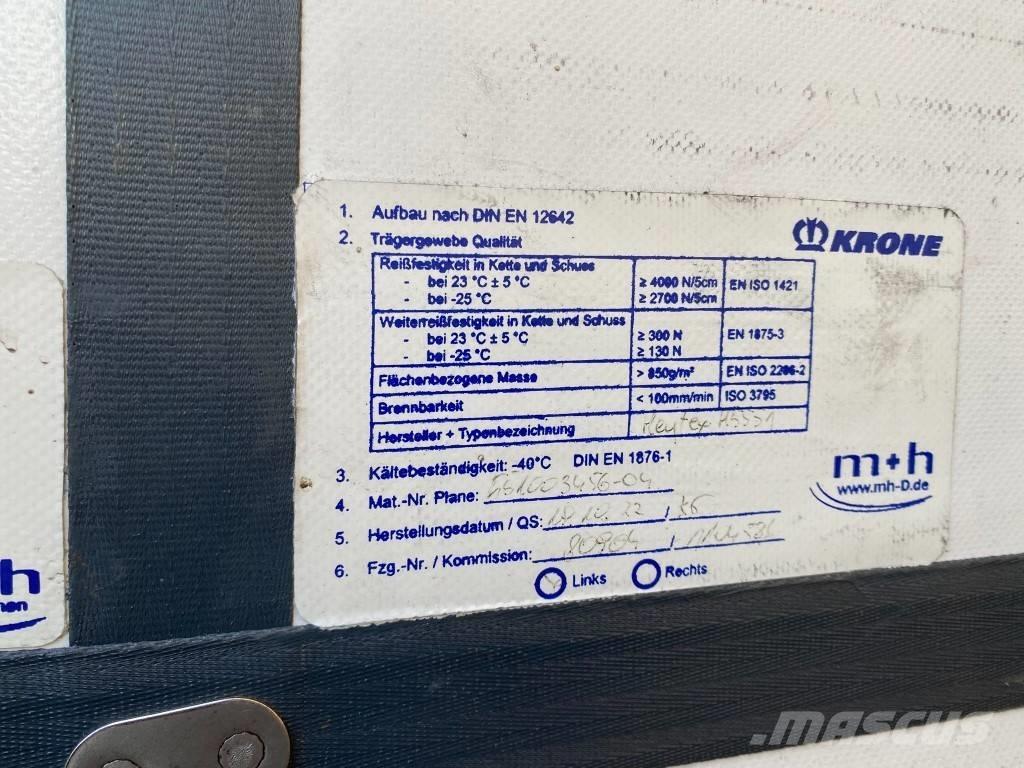 1. Aufbau nach DIN EN 12642
2. Trägergewebe Qualität
KRONE
Reißfestigkeit in Kette und Schuss
- bei 23 °C ± 5 °C ≥ 4000 N/5cm EN ISO 1421
- bei -25 °C ≥ 2700 N/5cm
Weiterreißfestigkeit in Kette und Schuss
- bei 23 °C ± 5 °C ≥ 300 N EN 1875-3
- bei -25°C ≥ 130 N
Flächenbezogene Masse > 850g/m² EN ISO 2286-2
Brennbarkeit < 100mm/min ISO 3795
Hersteller + Typenbezeichnung Heytex H5551
3. Kältebeständigkeit: -40°C DIN EN 1876-1
4. Mat.-Nr. Plane:
5. Herstellungsdatum / QS: /
6. Fzg.-Nr. / Kommission: 80904 /
Links Rechts
m+h
www.mh-D.de
+h
nen
MASCUS